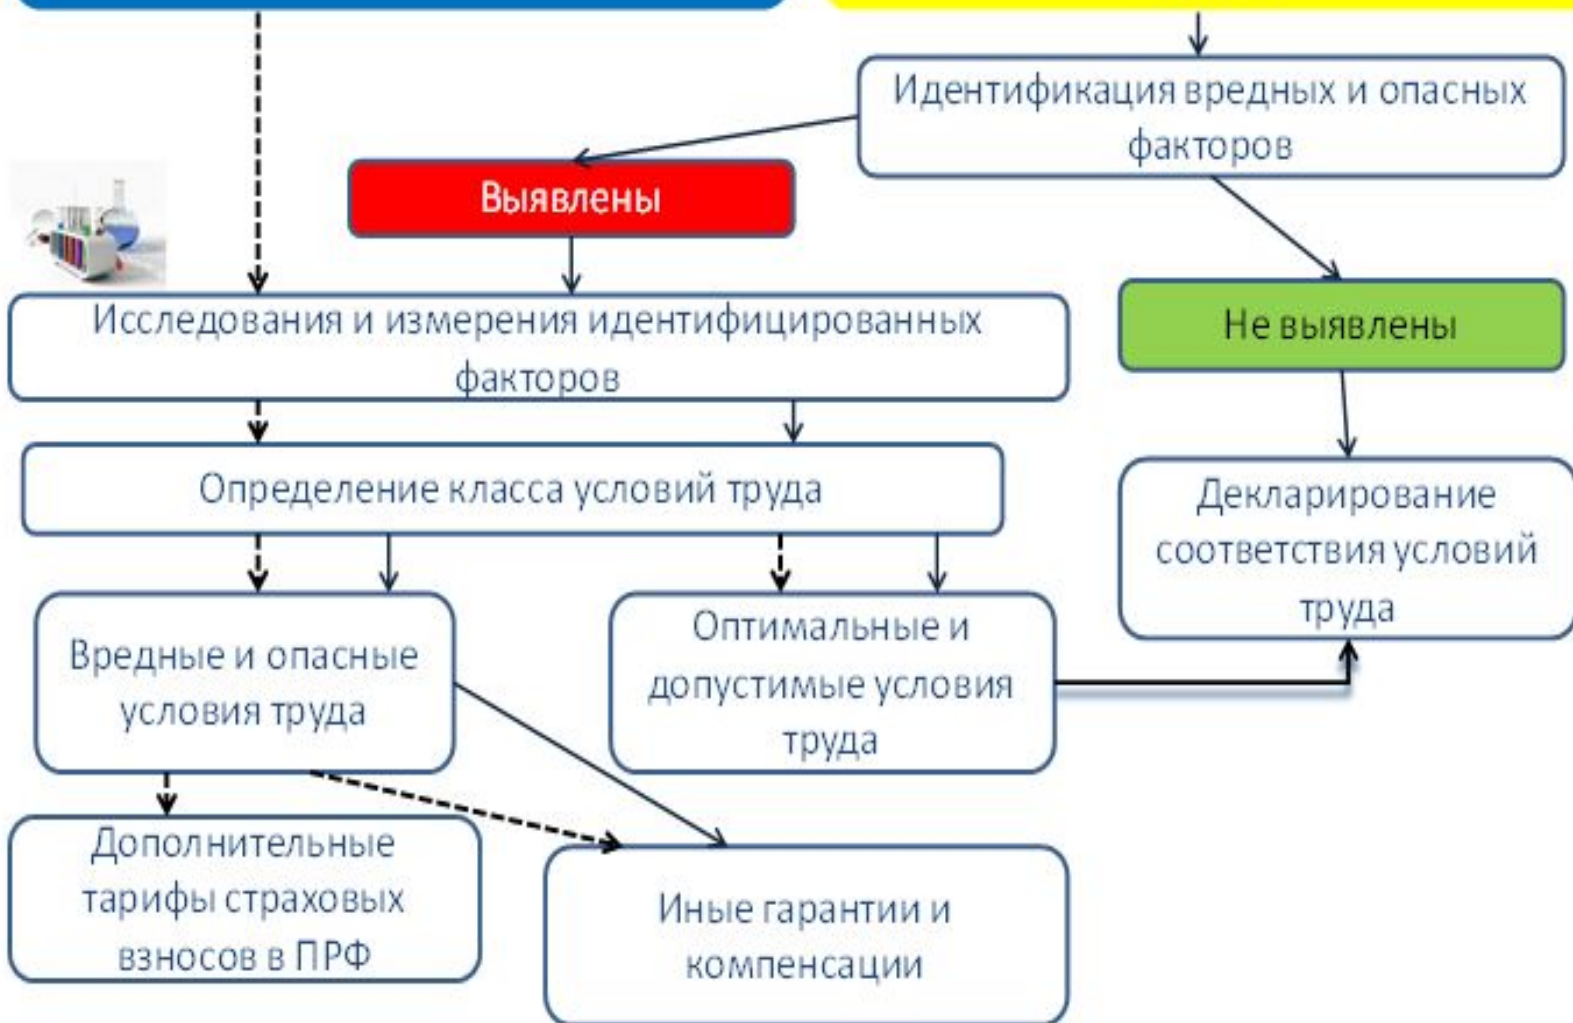 Идентификация вредных и опасных
факторов
Выявлены
Исследования и измерения идентифицированных
факторов
Не выявлены
Определение класса условий труда
Декларирование
соответствия условий
труда
Вредные и опасные
условия труда
Оптимальные и
допустимые условия
труда
Дополнительные
тарифы страховых
взносов в ПРФ
Иные гарантии и
компенсации